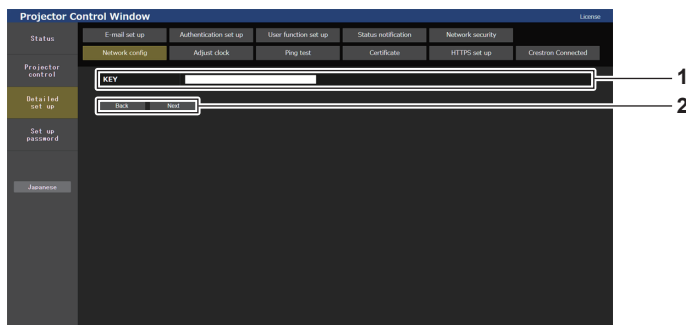 Projector Control Window
License
Status
E-mail set up
Authentication set up
User function set up
Status notification
Network security
Network config
Adjust clock
Ping test
Certificate
HTTPS set up
Crestron Connected
Projector
control
KEY
1
Detailed
set up
Back
Next
2
Set up
password
Japanese